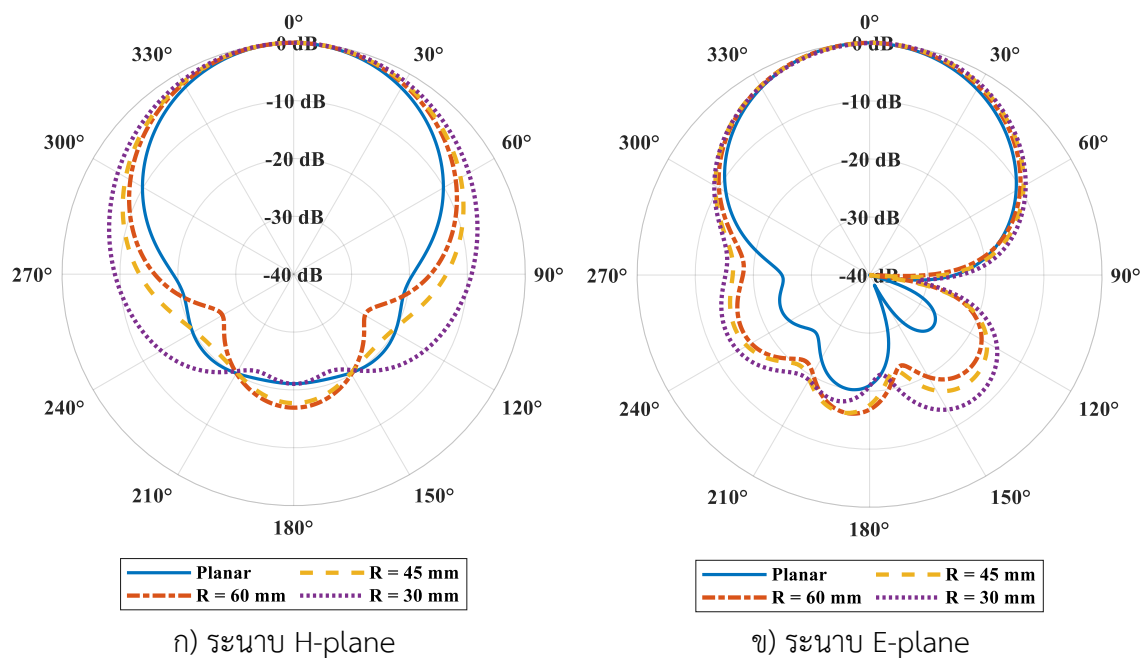 0°
0 dB
330°
30°
-10 dB
300°
60°
-20 dB
-30 dB
270°
-40 dB
90°
240°
120°
210°
150°
180°
Planar
R = 45 mm
R = 60 mm
R = 30 mm
ก) ระนาบ H-plane
0°
0 dB
330°
30°
-10 dB
300°
60°
-20 dB
-30 dB
270°
-40 dB
90°
240°
120°
210°
150°
180°
Planar
R = 45 mm
R = 60 mm
R = 30 mm
ข) ระนาบ E-plane